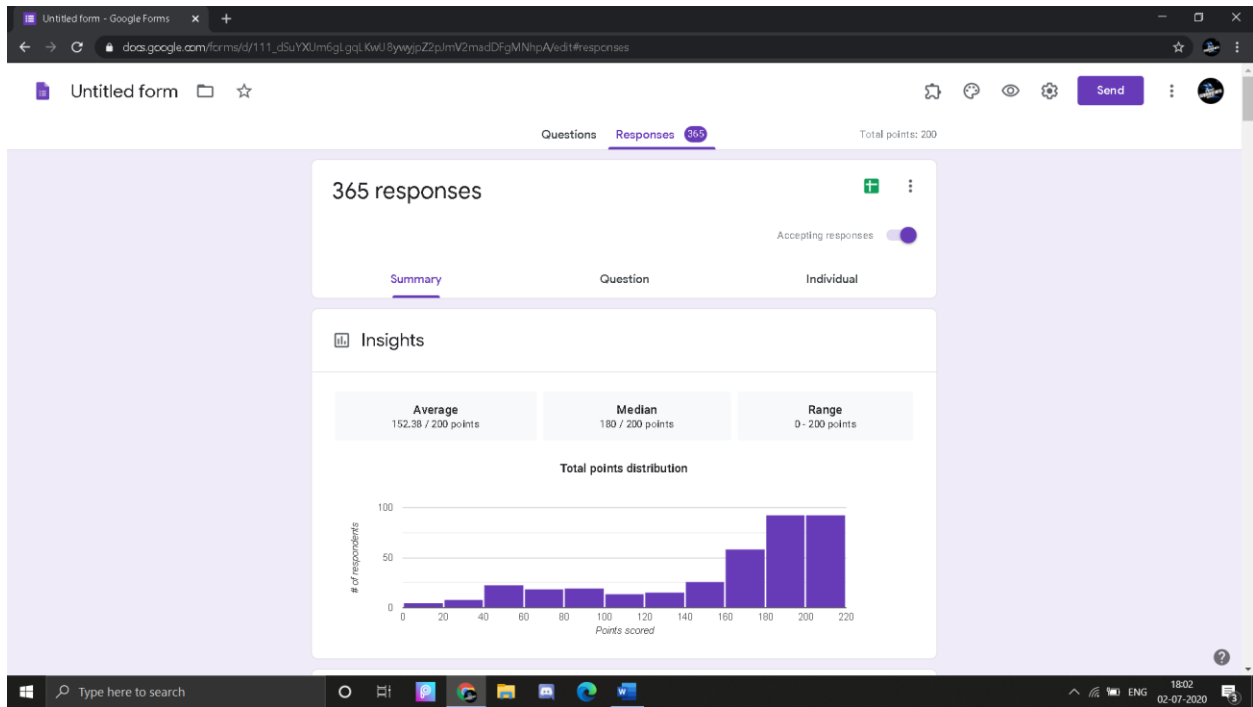 Untitled form - Google Forms
docs.google.com/forms/d/111_dSuYXUm6gLgqLKwU8ywyjpZ2pJmV2madDFgMNhpA/edit#responses
Untitled form
Send
Questions Responses 365 Total points: 200
365 responses
Accepting responses
Summary Question Individual
Insights
Average Median Range
152.38 / 200 points 180 / 200 points 0 - 200 points
Total points distribution
100
50
0
# of respondents
0 20 40 60 80 100 120 140 160 180 200 220
Points scored
Type here to search
ENG
18:02
02-07-2020
3